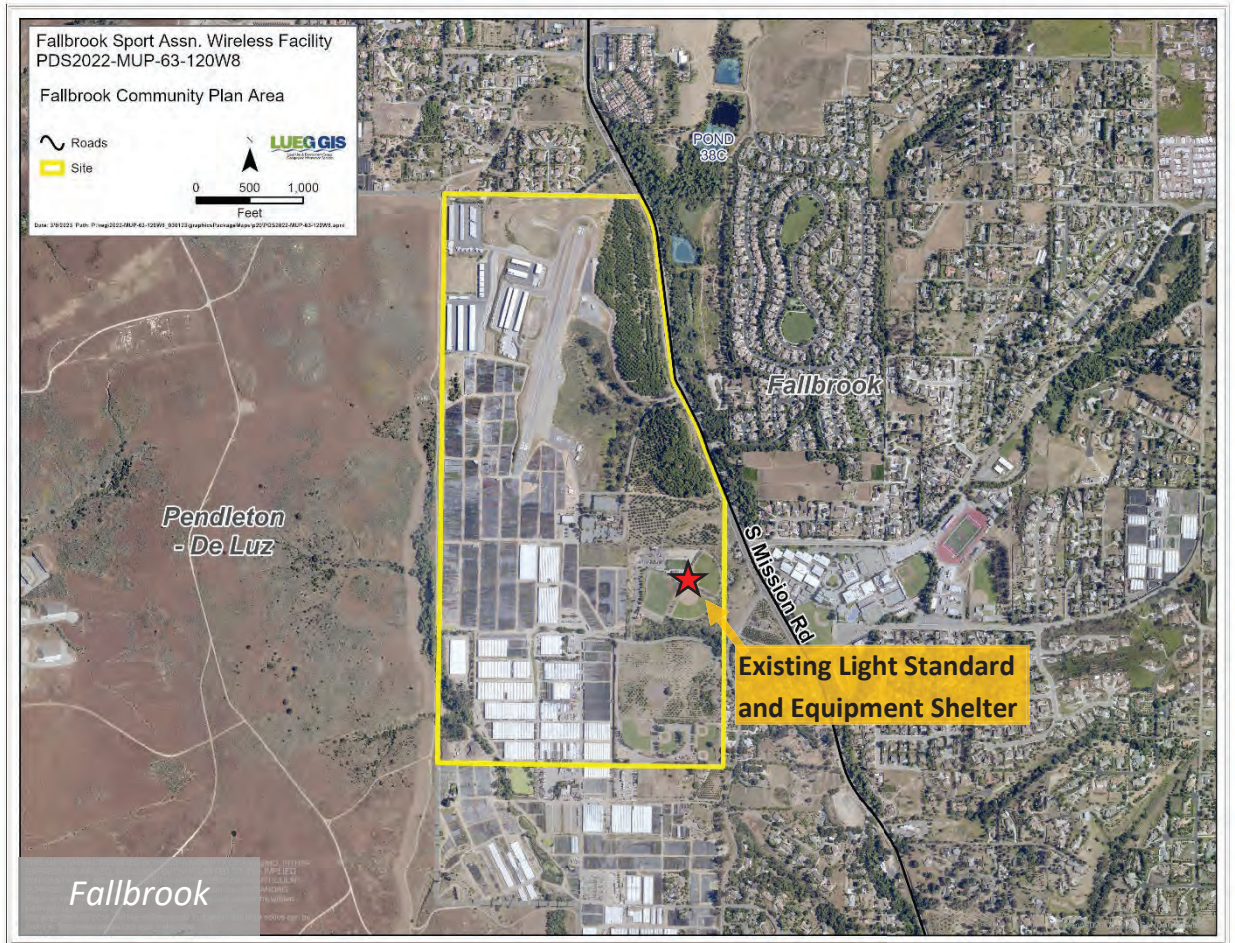 Fallbrook Sport Assn. Wireless Facility
PDS2022-MUP-63-120W8
Fallbrook Community Plan Area
Roads
Site
N
LUEG GIS
0 500 1,000
Feet
POND
38C
Fallbrook
Pendleton
- De Luz
S Mission Rd
Existing Light Standard
and Equipment Shelter
Fallbrook